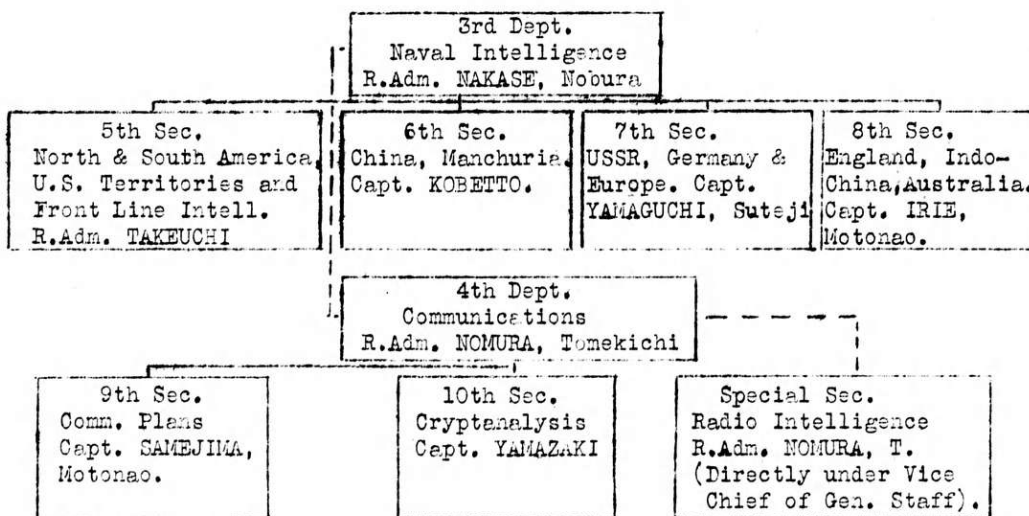 3rd Dept.
Naval Intelligence
R.Adm. NAKASE, Nobura
5th Sec.
North & South America,
U.S. Territories and
Front Line Intell.
R.Adm. TAKEUCHI
6th Sec.
China, Manchuria.
Capt. KOBETTO.
7th Sec.
USSR, Germany &
Europe. Capt.
YAMAGUCHI, Suteji
8th Sec.
England, Indo-
China, Australia.
Capt. IRIE,
Motonao.
4th Dept.
Communications
R.Adm. NOMURA, Tomekichi
9th Sec.
Comm. Plans
Capt. SAMEJIMA,
Motonao.
10th Sec.
Cryptanalysis
Capt. YAMAZAKI
Special Sec.
Radio Intelligence
R.Adm. NOMURA, T.
(Directly under Vice
Chief of Gen. Staff).